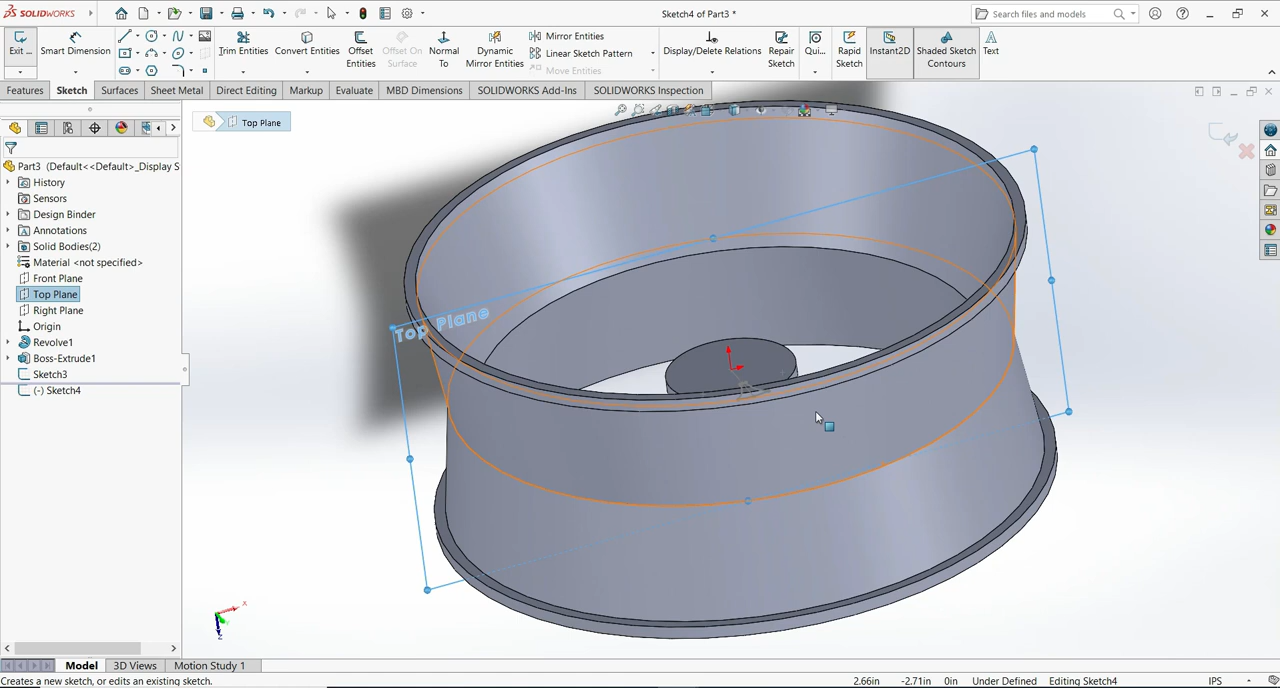 SOLIDWORKS
Sketch4 of Part3 *
Search files and models
Exit ...
Smart Dimension
Trim Entities
Convert Entities
Offset Entities
Offset On Surface
Normal To
Dynamic Mirror Entities
Mirror Entities
Linear Sketch Pattern
Move Entities
Display/Delete Relations
Repair Sketch
Qui...
Rapid Sketch
Instant2D
Shaded Sketch Contours
Text
Features
Sketch
Surfaces
Sheet Metal
Direct Editing
Markup
Evaluate
MBD Dimensions
SOLIDWORKS Add-Ins
SOLIDWORKS Inspection
Top Plane
Part3 (Default<<Default>_Display S
History
Sensors
Design Binder
Annotations
Solid Bodies(2)
Material <not specified>
Front Plane
Top Plane
Right Plane
Origin
Revolve1
Boss-Extrude1
Sketch3
(-) Sketch4
Top Plane
X
Z
Model
3D Views
Motion Study 1
Creates a new sketch, or edits an existing sketch.
2.66in
-2.71in
0in
Under Defined
Editing Sketch4
IPS